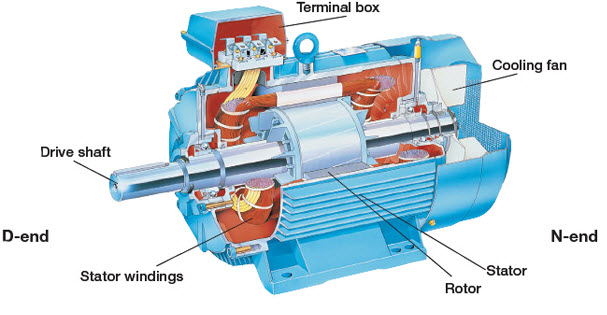 Terminal box
Cooling fan
Drive shaft
D-end
N-end
Stator windings
Stator
Rotor